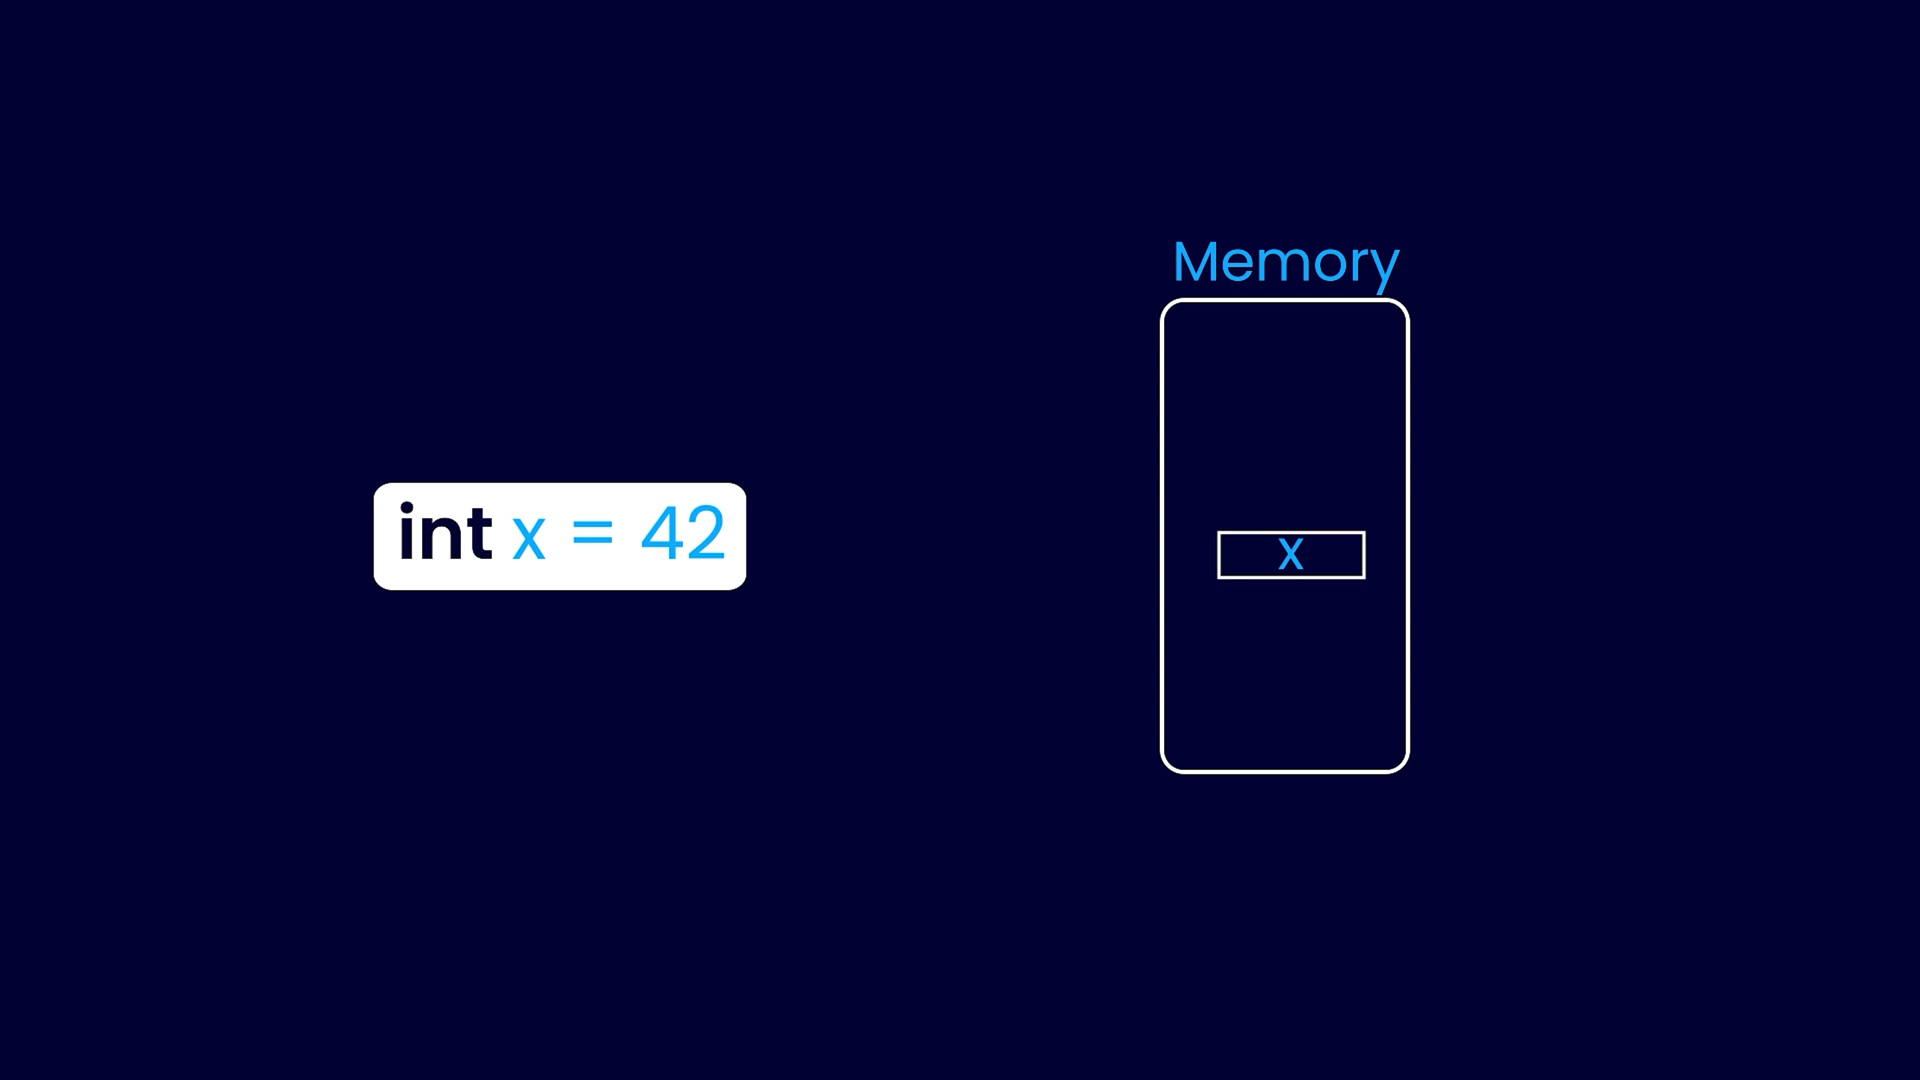 int x = 42
Memory
x